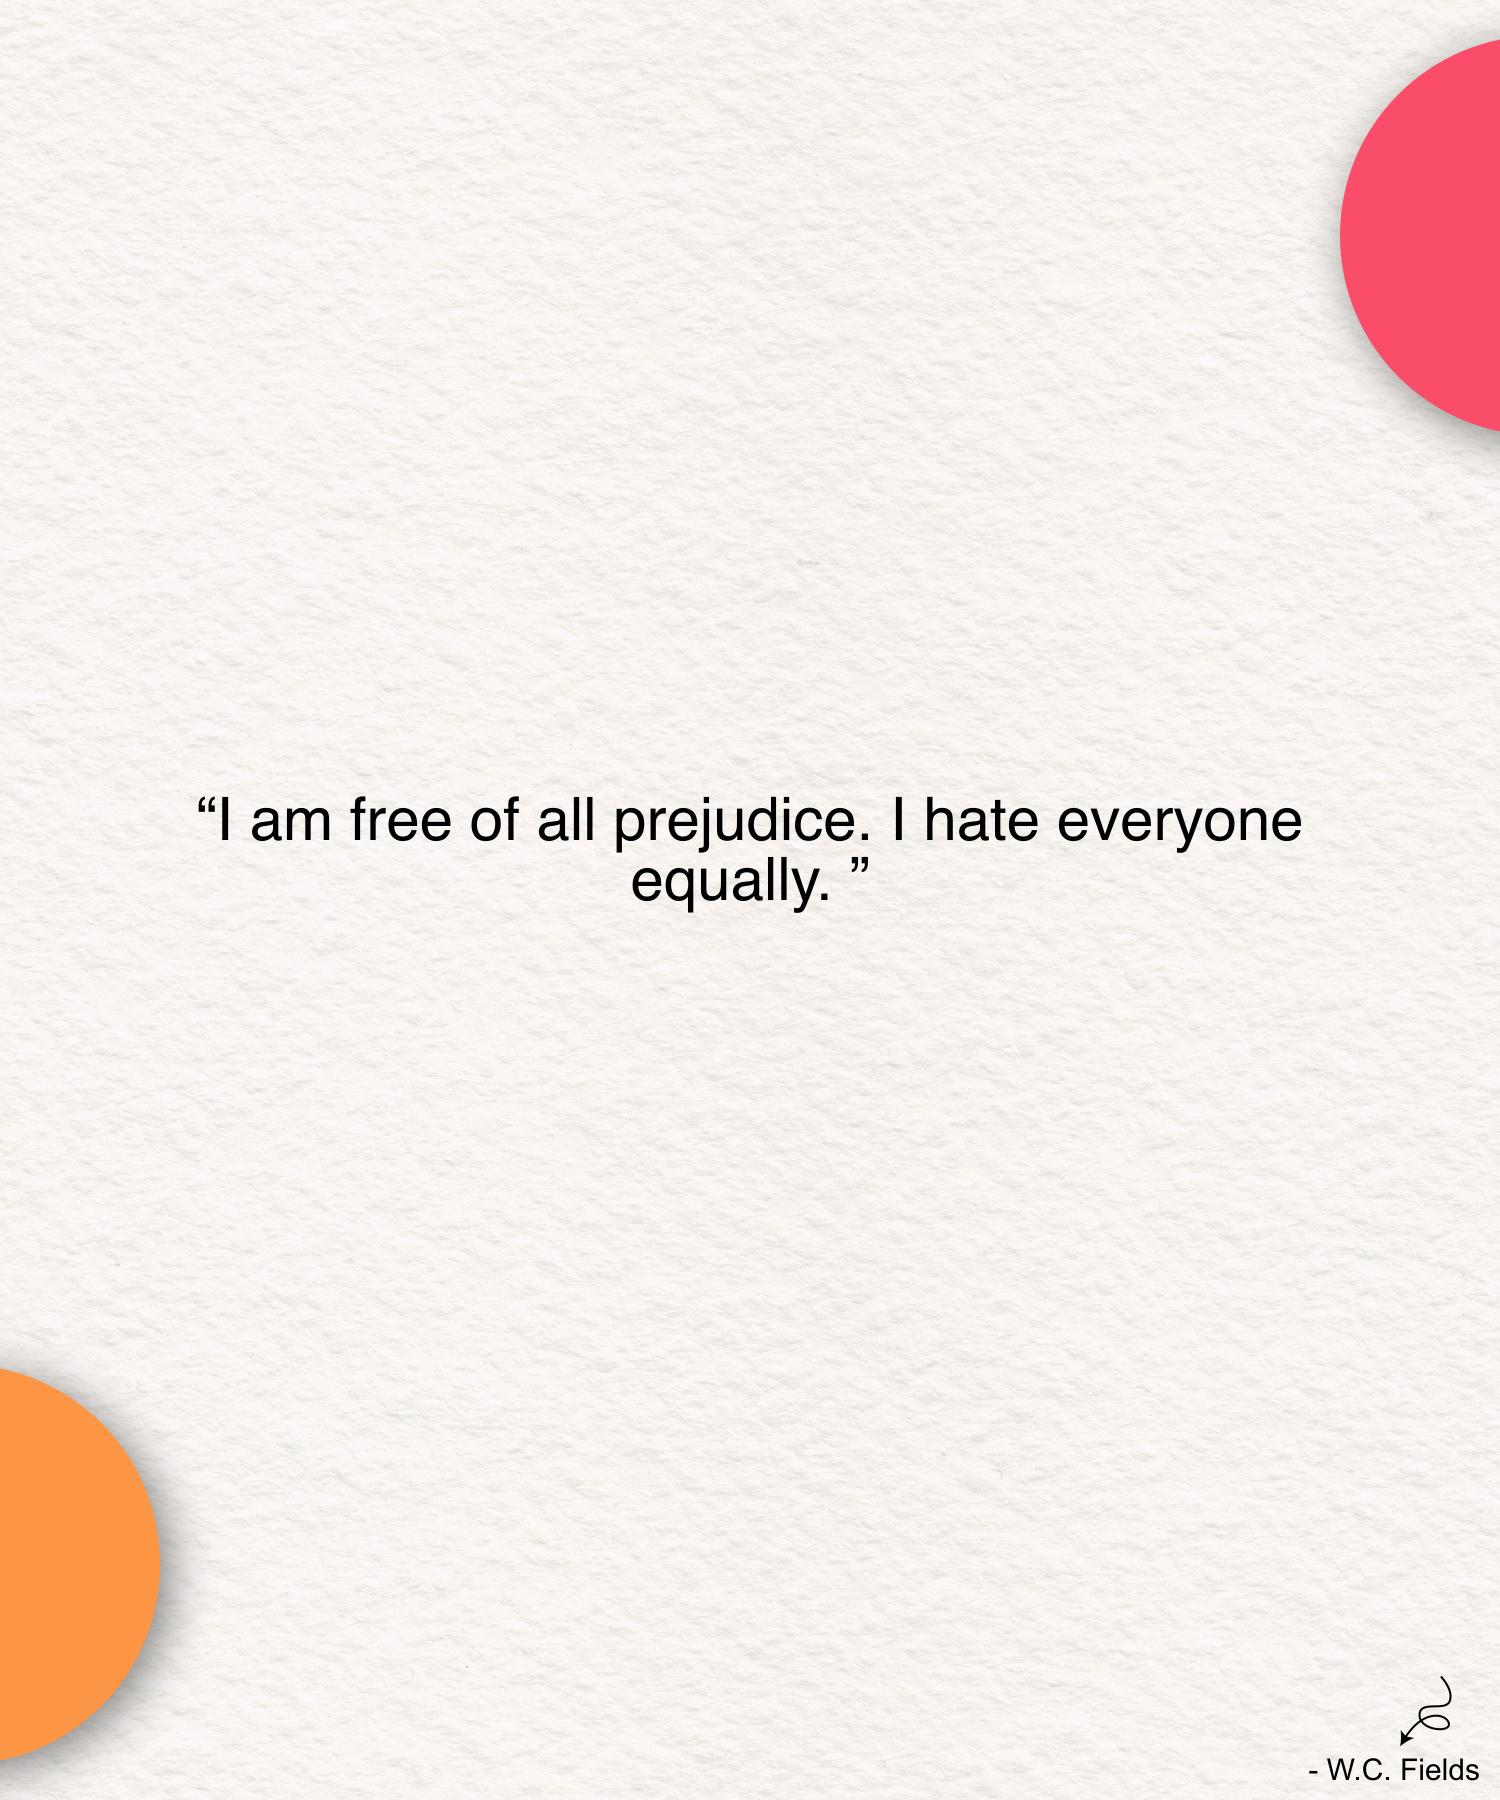 “I am free of all prejudice. I hate everyone
equally. ”
- W.C. Fields